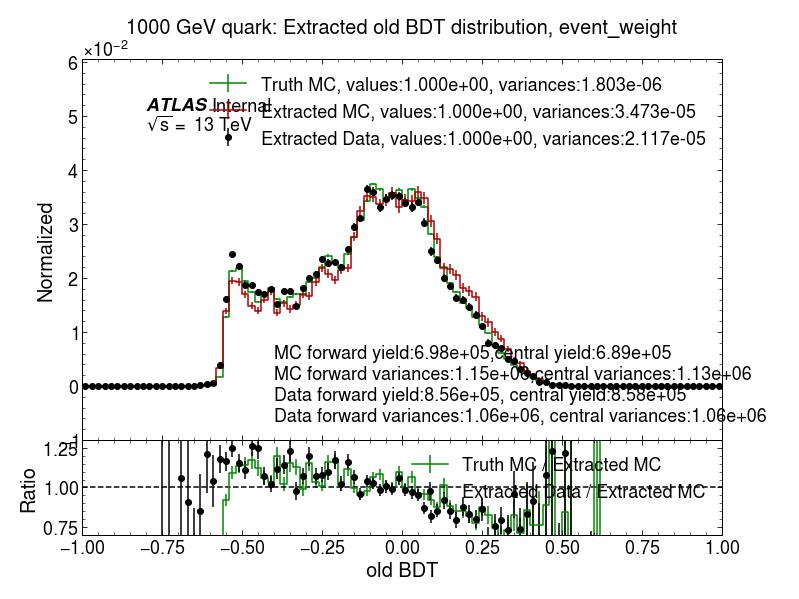 1000 GeV quark: Extracted old BDT distribution, event_weight
×10⁻²
Truth MC, values:1.000e+00, variances:1.803e-06
ATLAS Internal
Extracted MC, values:1.000e+00, variances:3.473e-05
√s = 13 TeV
Extracted Data, values:1.000e+00, variances:2.117e-05
6
5
4
3
2
1
0
−1
Normalized
MC forward yield:6.98e+05, central yield:6.89e+05
MC forward variances:1.15e+06, central variances:1.13e+06
Data forward yield:8.56e+05, central yield:8.58e+05
Data forward variances:1.06e+06, central variances:1.06e+06
1.25
1.00
0.75
Ratio
Truth MC / Extracted MC
Extracted Data / Extracted MC
−1.00 −0.75 −0.50 −0.25 0.00 0.25 0.50 0.75 1.00
old BDT